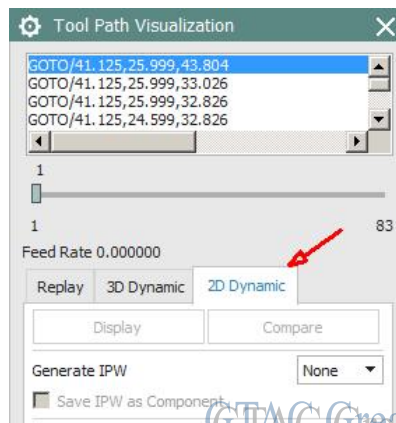 Tool Path Visualization
GOTO/41.125,25.999,43.804
GOTO/41.125,25.999,33.026
GOTO/41.125,25.999,32.826
GOTO/41.125,24.599,32.826
1
1 83
Feed Rate 0.000000
Replay 3D Dynamic 2D Dynamic
Display Compare
Generate IPW None
Save IPW as Component
GTAC